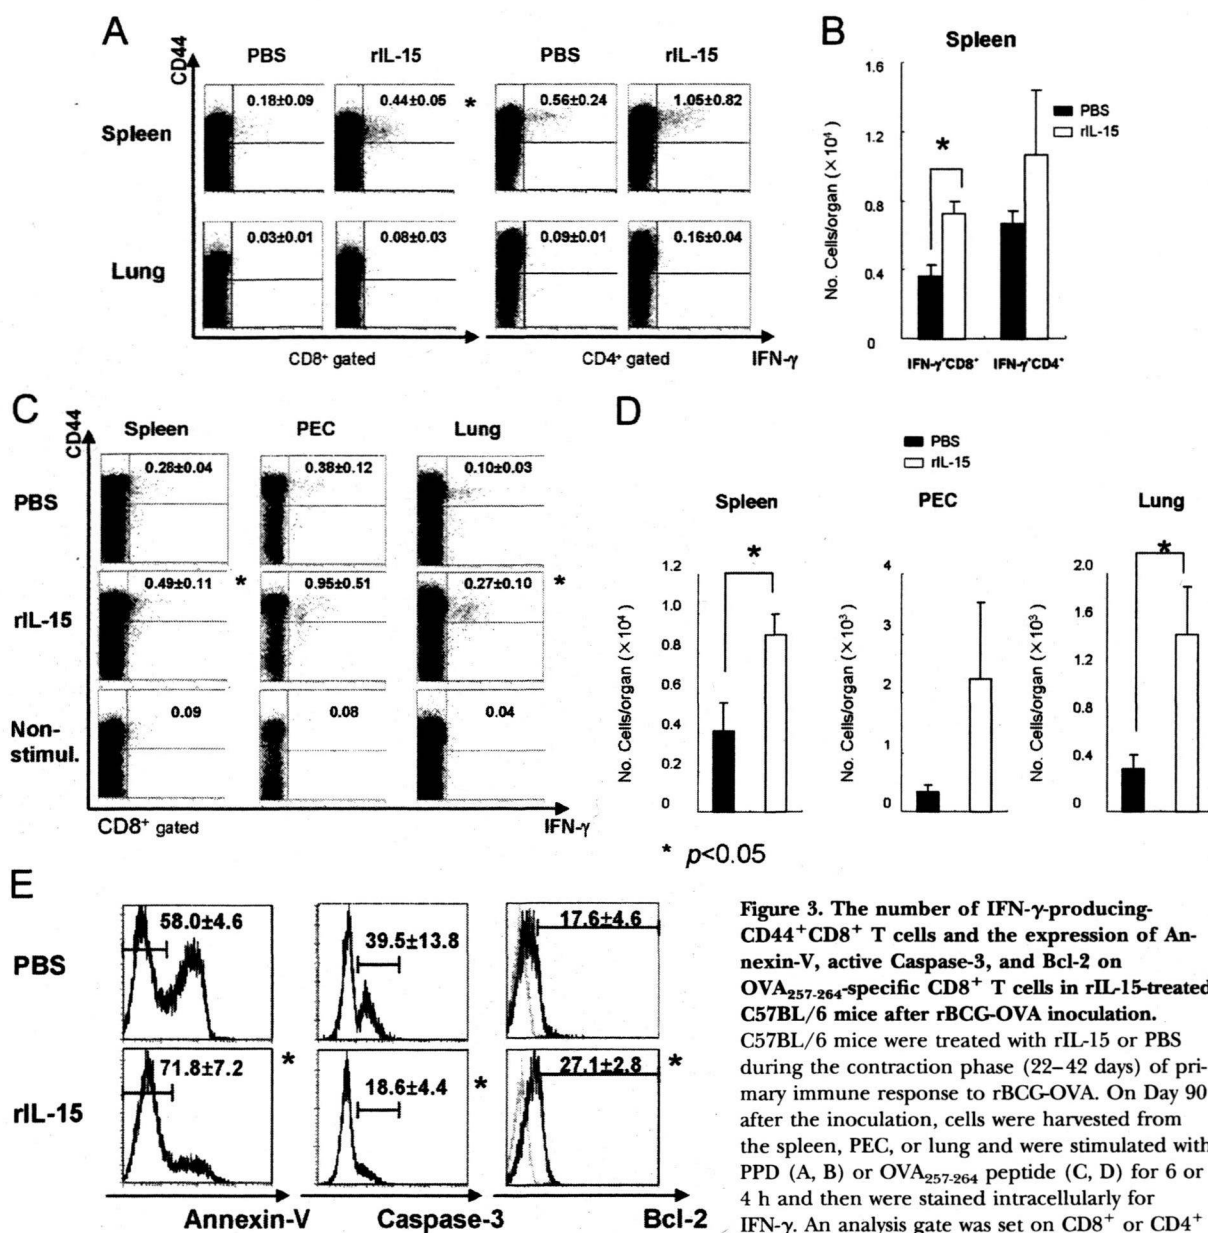 A
CD44
PBS
rIL-15
PBS
rIL-15
Spleen
0.18±0.09
0.44±0.05
*
0.56±0.24
1.05±0.82
Lung
0.03±0.01
0.08±0.03
0.09±0.01
0.16±0.04
CD8⁺ gated
CD4⁺ gated
IFN-γ
B
Spleen
No. Cells/organ (×10⁴)
1.6
1.2
0.8
0.4
0
PBS
rIL-15
*
IFN-γ⁺CD8⁺
IFN-γ⁺CD4⁺
C
CD44
Spleen
PEC
Lung
PBS
0.28±0.04
0.38±0.12
0.10±0.03
rIL-15
0.49±0.11
*
0.95±0.51
0.27±0.10
*
Non-
stimul.
0.09
0.08
0.04
CD8⁺ gated
IFN-γ
D
PBS
rIL-15
Spleen
PEC
Lung
No. Cells/organ (×10⁴)
1.2
1.0
0.8
0.6
0.4
0.2
0
*
No. Cells/organ (×10³)
4
3
2
1
0
No. Cells/organ (×10³)
2.0
1.6
1.2
0.8
0.4
0
*
* p<0.05
E
PBS
58.0±4.6
39.5±13.8
17.6±4.6
rIL-15
71.8±7.2
*
18.6±4.4
*
27.1±2.8
*
Annexin-V
Caspase-3
Bcl-2
Figure 3. The number of IFN-γ-producing-
CD44⁺CD8⁺ T cells and the expression of An-
nexin-V, active Caspase-3, and Bcl-2 on
OVA₂₅₇₋₂₆₄-specific CD8⁺ T cells in rIL-15-treated
C57BL/6 mice after rBCG-OVA inoculation.
C57BL/6 mice were treated with rIL-15 or PBS
during the contraction phase (22–42 days) of pri-
mary immune response to rBCG-OVA. On Day 90
after the inoculation, cells were harvested from
the spleen, PEC, or lung and were stimulated with
PPD (A, B) or OVA₂₅₇₋₂₆₄ peptide (C, D) for 6 or
4 h and then were stained intracellularly for
IFN-γ. An analysis gate was set on CD8⁺ or CD4⁺